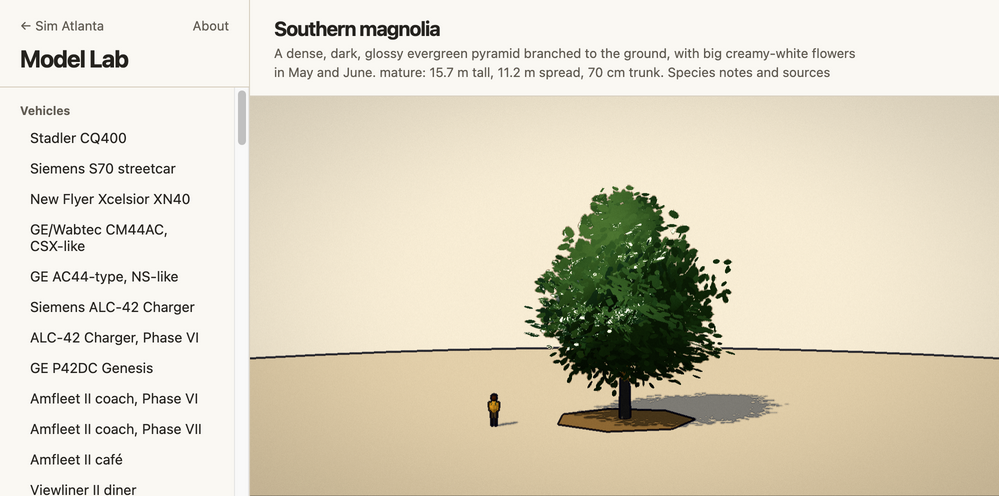 ← Sim Atlanta
About
Model Lab
Vehicles
Stadler CQ400
Siemens S70 streetcar
New Flyer Xcelsior XN40
GE/Wabtec CM44AC,
CSX-like
GE AC44-type, NS-like
Siemens ALC-42 Charger
ALC-42 Charger, Phase VI
GE P42DC Genesis
Amfleet II coach, Phase VI
Amfleet II coach, Phase VII
Amfleet II café
Viewliner II diner
Southern magnolia
A dense, dark, glossy evergreen pyramid branched to the ground, with big creamy-white flowers
in May and June. mature: 15.7 m tall, 11.2 m spread, 70 cm trunk. Species notes and sources